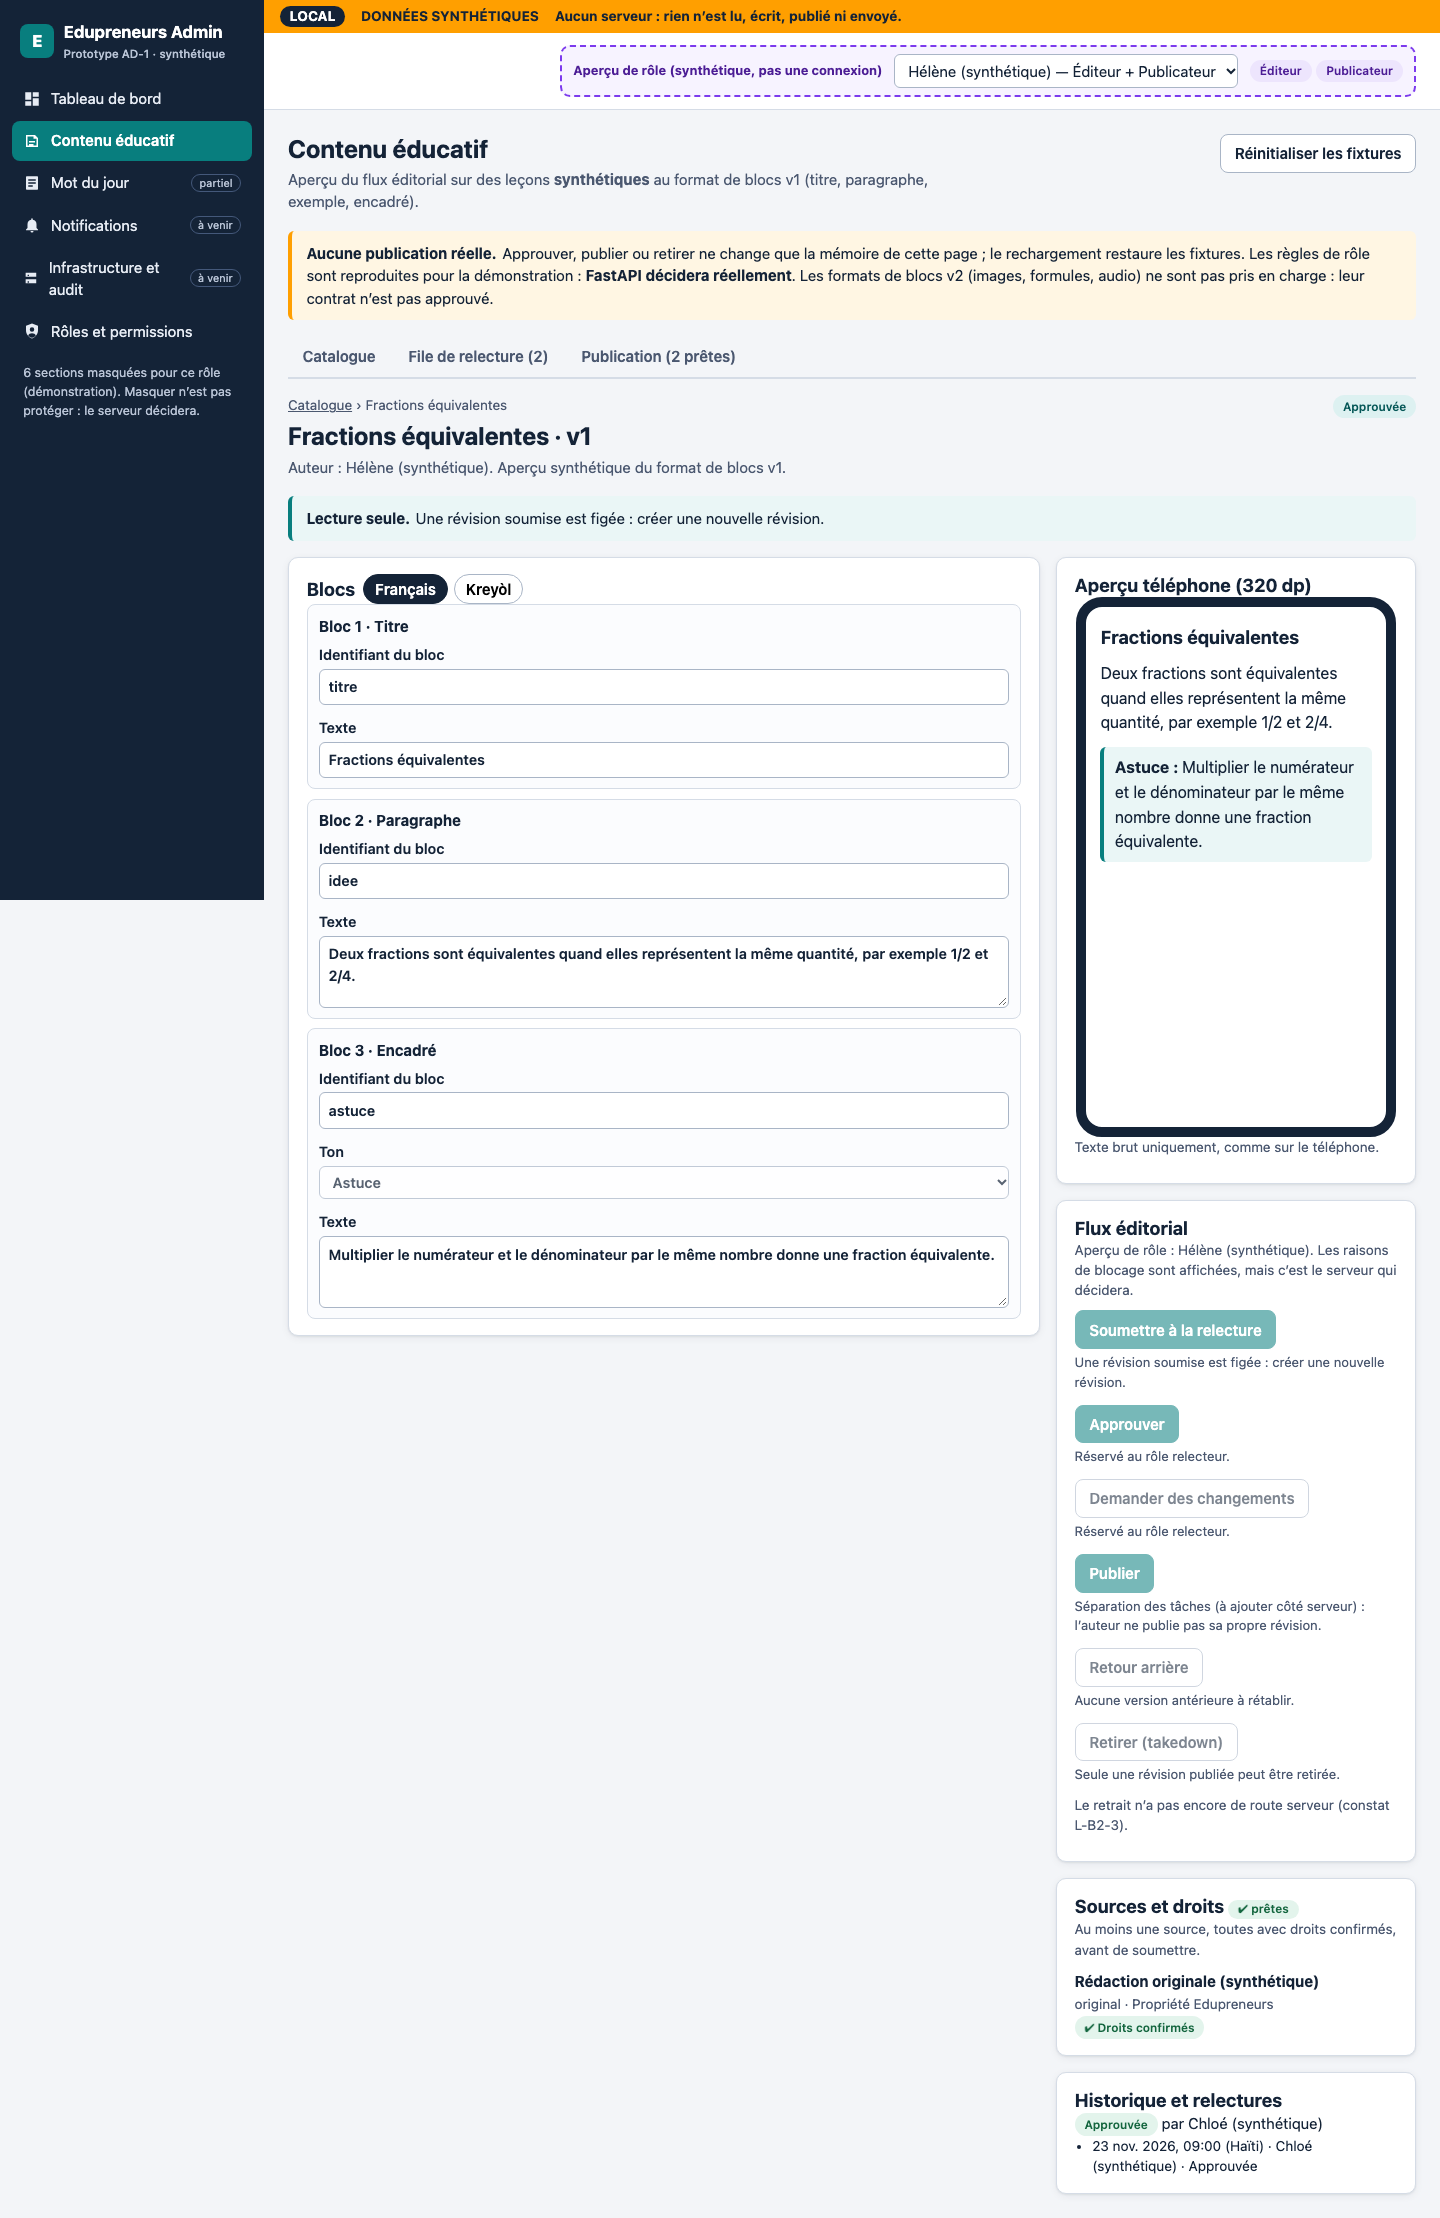 E
Edupreneurs Admin
Prototype AD-1 · synthétique
Tableau de bord
Contenu éducatif
Mot du jour
partiel
Notifications
à venir
Infrastructure et
audit
à venir
Rôles et permissions
6 sections masquées pour ce rôle
(démonstration). Masquer n’est pas
protéger : le serveur décidera.
LOCAL DONNÉES SYNTHÉTIQUES Aucun serveur : rien n’est lu, écrit, publié ni envoyé.
Aperçu de rôle (synthétique, pas une connexion) Hélène (synthétique) — Éditeur + Publicateur Éditeur Publicateur
Contenu éducatif
Réinitialiser les fixtures
Aperçu du flux éditorial sur des leçons synthétiques au format de blocs v1 (titre, paragraphe,
exemple, encadré).
Aucune publication réelle. Approuver, publier ou retirer ne change que la mémoire de cette page ; le rechargement restaure les fixtures. Les règles de rôle
sont reproduites pour la démonstration : FastAPI décidera réellement. Les formats de blocs v2 (images, formules, audio) ne sont pas pris en charge : leur
contrat n’est pas approuvé.
Catalogue File de relecture (2) Publication (2 prêtes)
Catalogue › Fractions équivalentes
Approuvée
Fractions équivalentes · v1
Auteur : Hélène (synthétique). Aperçu synthétique du format de blocs v1.
Lecture seule. Une révision soumise est figée : créer une nouvelle révision.
Blocs Français Kreyòl
Bloc 1 · Titre
Identifiant du bloc
titre
Texte
Fractions équivalentes
Bloc 2 · Paragraphe
Identifiant du bloc
idee
Texte
Deux fractions sont équivalentes quand elles représentent la même quantité, par exemple 1/2 et
2/4.
Bloc 3 · Encadré
Identifiant du bloc
astuce
Ton
Astuce
Texte
Multiplier le numérateur et le dénominateur par le même nombre donne une fraction équivalente.
Aperçu téléphone (320 dp)
Fractions équivalentes
Deux fractions sont équivalentes
quand elles représentent la même
quantité, par exemple 1/2 et 2/4.
Astuce : Multiplier le numérateur
et le dénominateur par le même
nombre donne une fraction
équivalente.
Texte brut uniquement, comme sur le téléphone.
Flux éditorial
Aperçu de rôle : Hélène (synthétique). Les raisons
de blocage sont affichées, mais c’est le serveur qui
décidera.
Soumettre à la relecture
Une révision soumise est figée : créer une nouvelle
révision.
Approuver
Réservé au rôle relecteur.
Demander des changements
Réservé au rôle relecteur.
Publier
Séparation des tâches (à ajouter côté serveur) :
l’auteur ne publie pas sa propre révision.
Retour arrière
Aucune version antérieure à rétablir.
Retirer (takedown)
Seule une révision publiée peut être retirée.
Le retrait n’a pas encore de route serveur (constat
L-B2-3).
Sources et droits ✔ prêtes
Au moins une source, toutes avec droits confirmés,
avant de soumettre.
Rédaction originale (synthétique)
original · Propriété Edupreneurs
✔ Droits confirmés
Historique et relectures
Approuvée par Chloé (synthétique)
• 23 nov. 2026, 09:00 (Haïti) · Chloé
(synthétique) · Approuvée